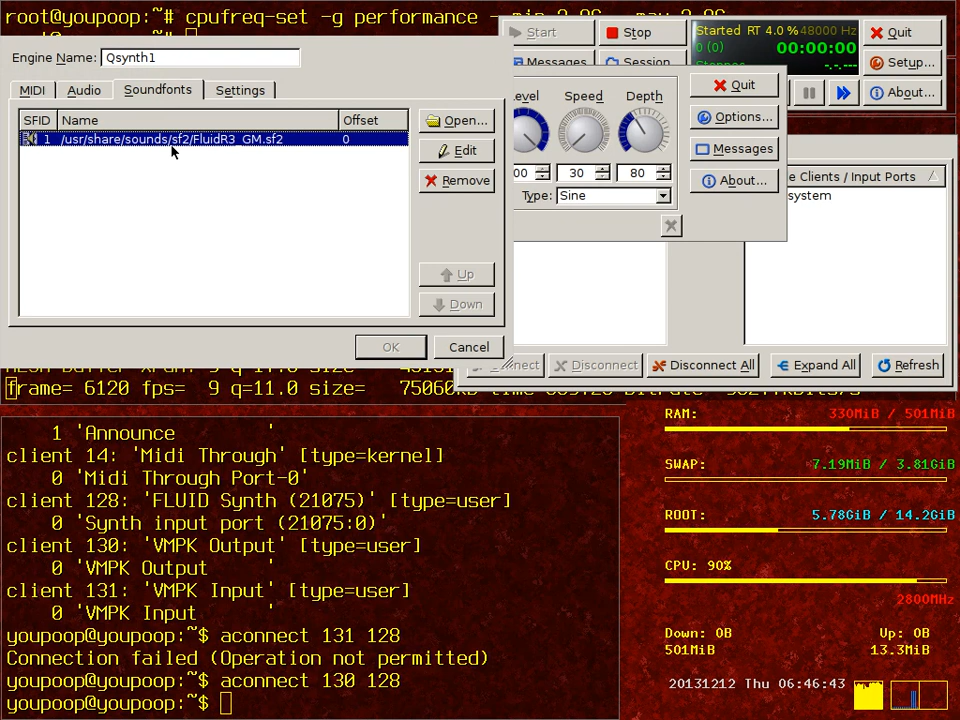 root@youpoop:~# cpufreq-set -g performance
Engine Name: Qsynth1
MIDI Audio Soundfonts Settings
SFID Name Offset
1 /usr/share/sounds/sf2/FluidR3_GM.sf2 0
Open...
Edit
Remove
Up
Down
OK Cancel
Start Stop
Messages Session
Started RT 4.0 % 48000 Hz
0 (0) 00:00:00
-.-.---
Quit
Setup...
About...
Level Speed Depth
30 80
Type: Sine
Quit
Options...
Messages
About...
Clients / Input Ports
system
Disconnect Disconnect All Expand All Refresh
frame= 6120 fps= 9 q=11.0 size=
1 'Announce '
client 14: 'Midi Through' [type=kernel]
0 'Midi Through Port-0'
client 128: 'FLUID Synth (21075)' [type=user]
0 'Synth input port (21075:0)'
client 130: 'VMPK Output' [type=user]
0 'VMPK Output '
client 131: 'VMPK Input' [type=user]
0 'VMPK Input '
youpoop@youpoop:~$ aconnect 131 128
Connection failed (Operation not permitted)
youpoop@youpoop:~$ aconnect 130 128
youpoop@youpoop:~$
RAM: 330MiB / 501MiB
SWAP: 7.19MiB / 3.81GiB
ROOT: 5.78GiB / 14.2GiB
CPU: 90%
2800MHz
Down: 0B Up: 0B
501MiB 13.3MiB
20131212 Thu 06:46:43